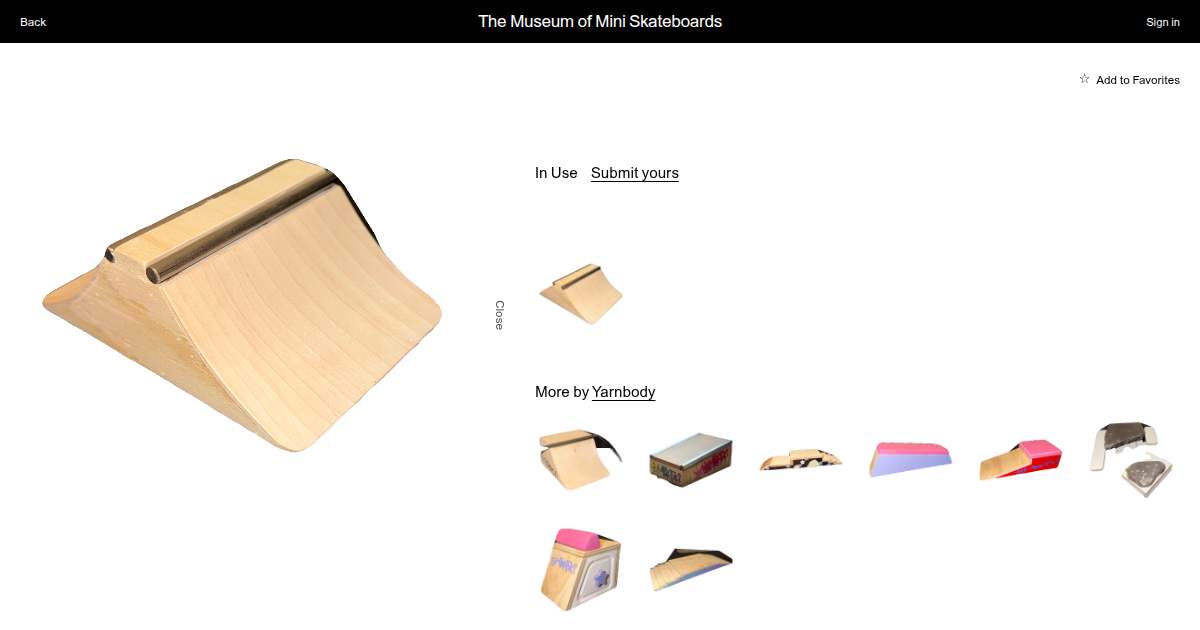 Back
The Museum of Mini Skateboards
Sign in
☆ Add to Favorites
In Use Submit yours
Close
More by Yarnbody